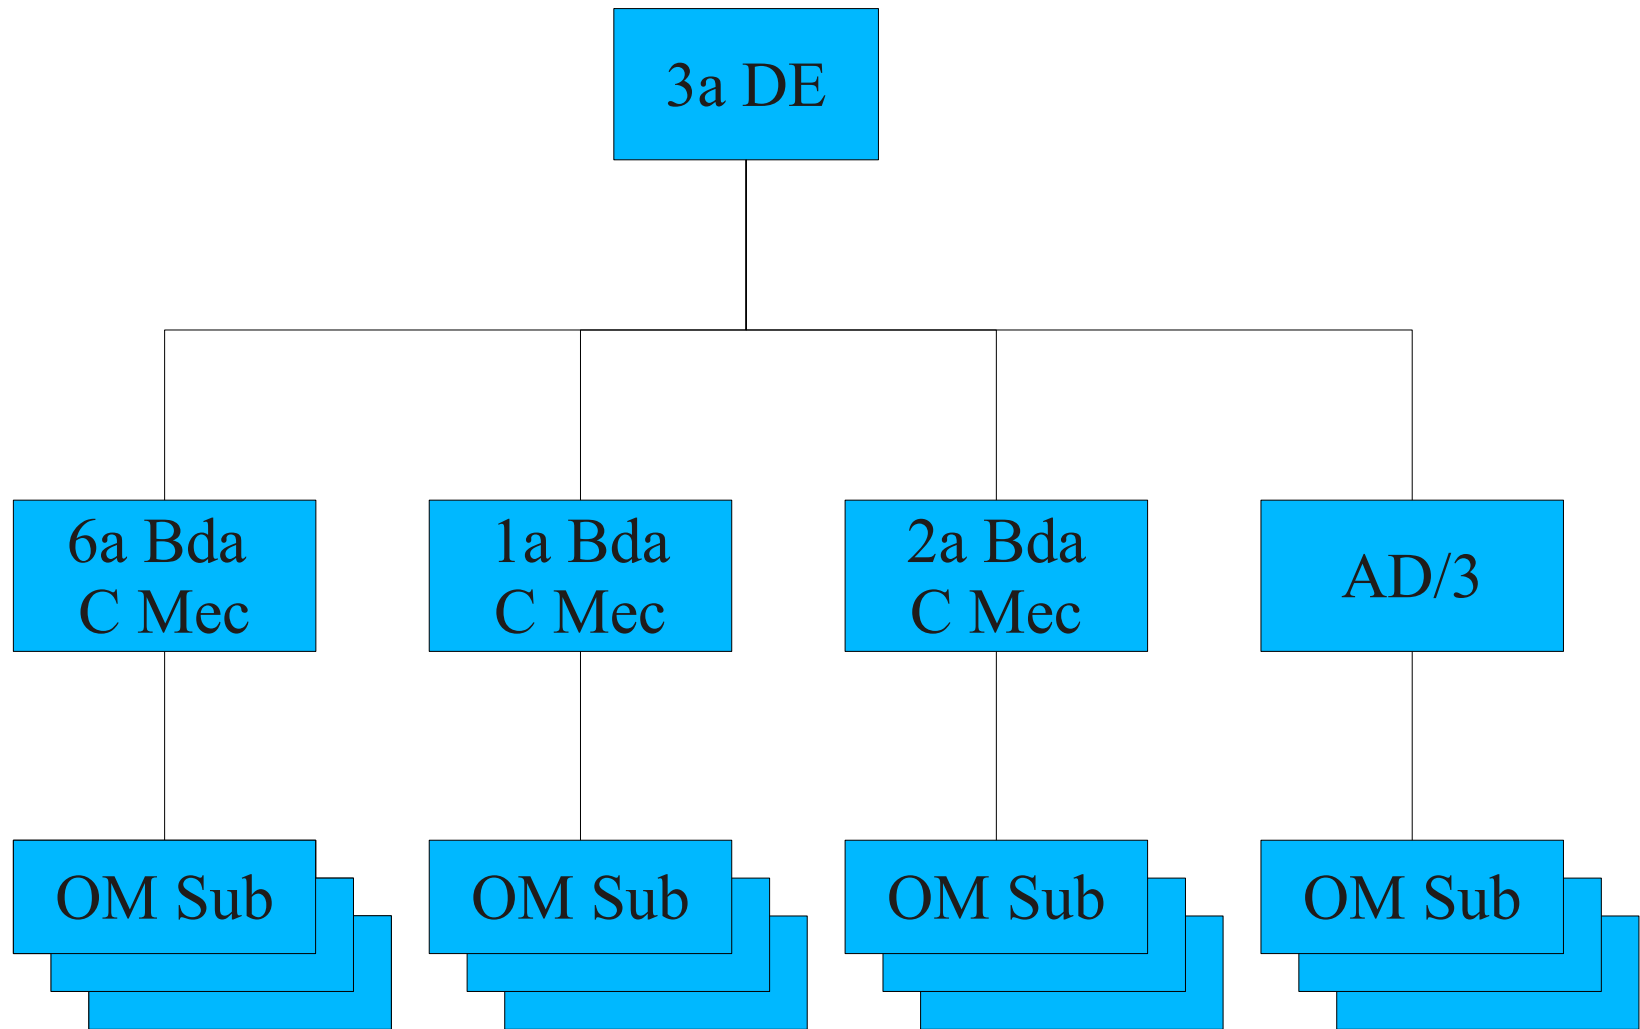 3a DE
6a Bda
C Mec
1a Bda
C Mec
2a Bda
C Mec
AD/3
OM Sub
OM Sub
OM Sub
OM Sub